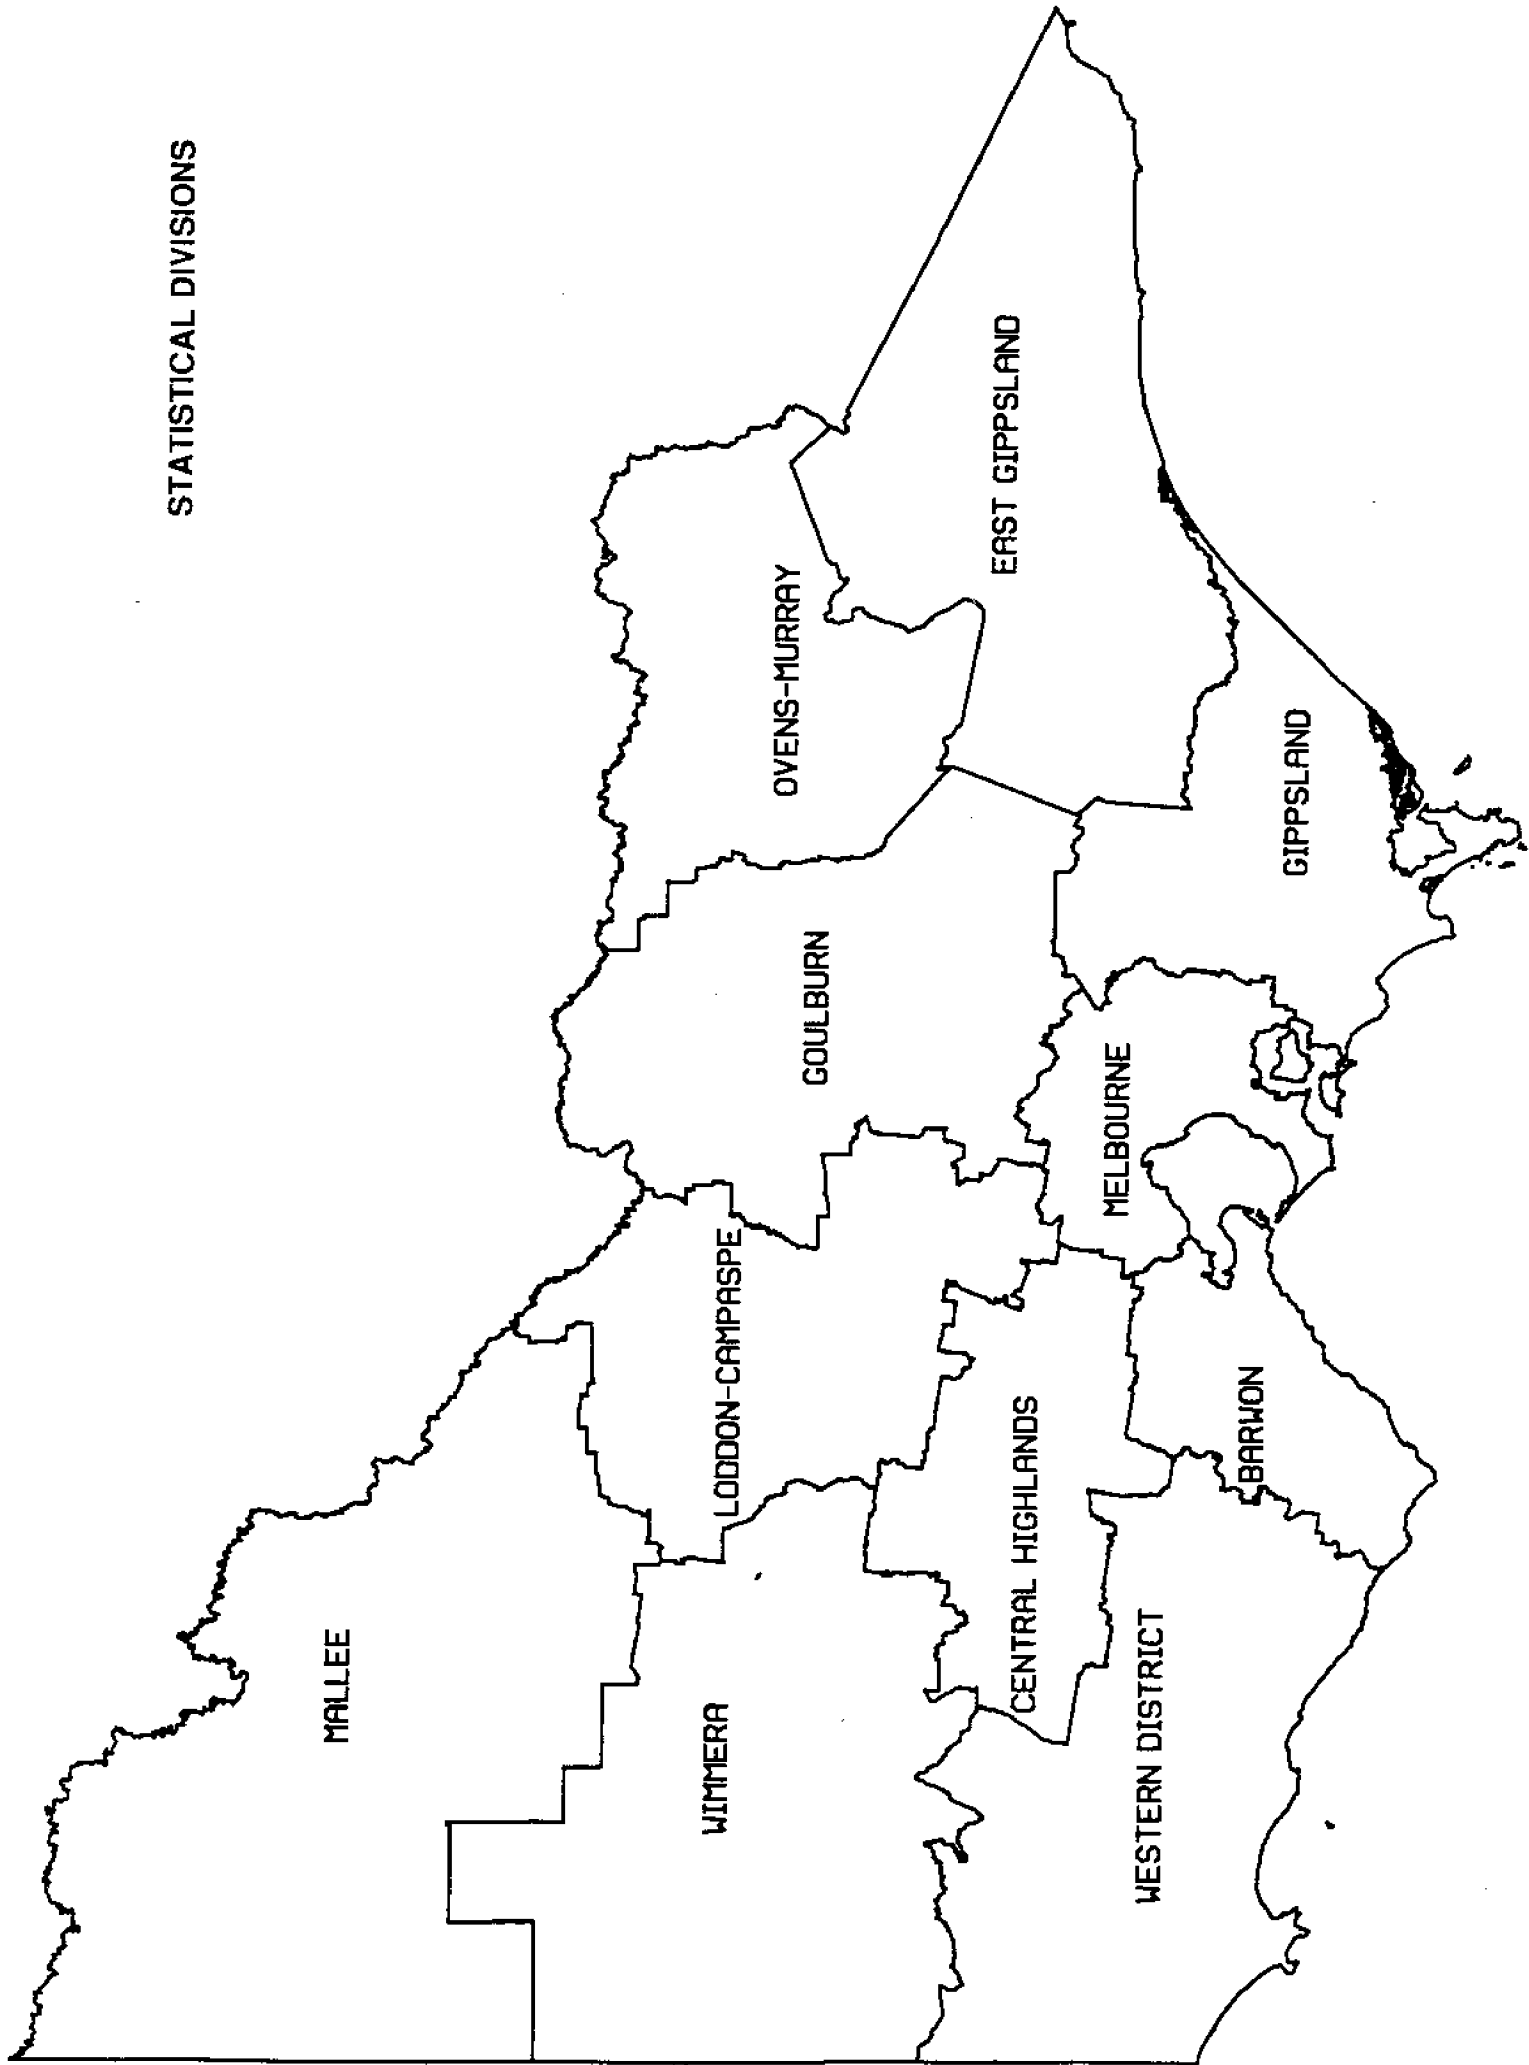 STATISTICAL DIVISIONS
MALLEE
WIMMERA
LODDON-CAMPASPE
GOULBURN
OVENS-MURRAY
EAST GIPPSLAND
CENTRAL HIGHLANDS
MELBOURNE
WESTERN DISTRICT
BARWON
GIPPSLAND